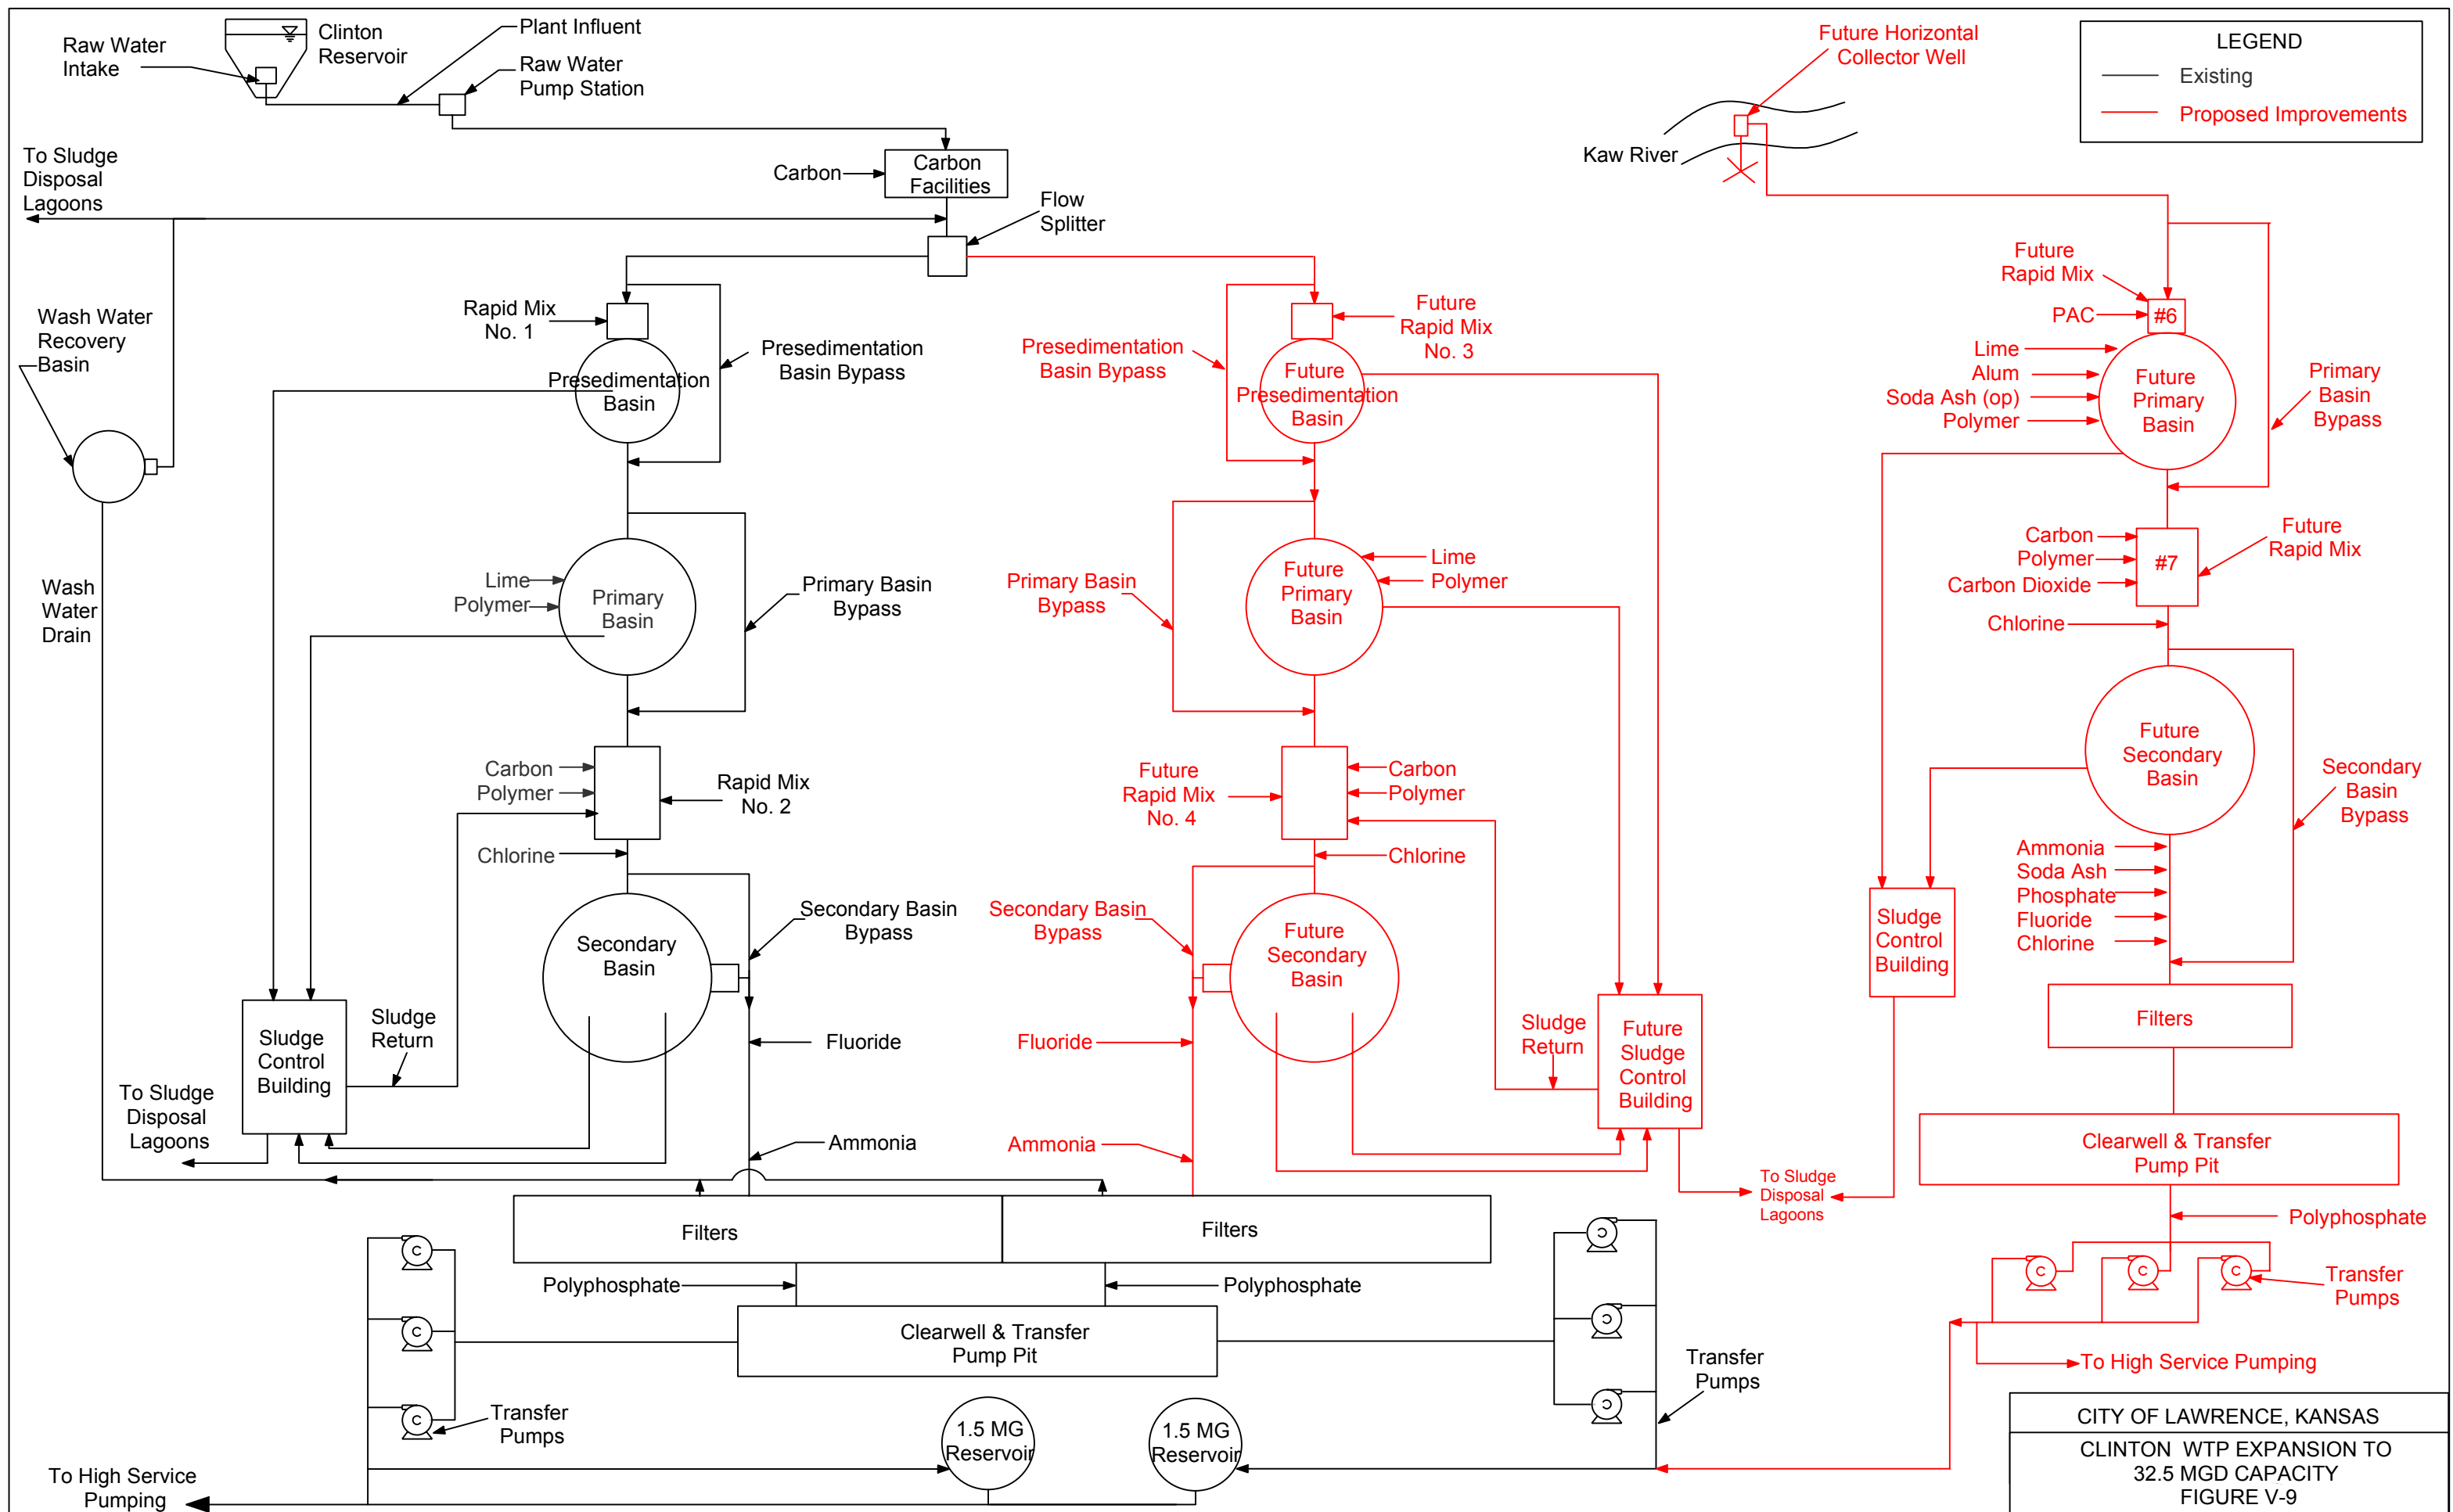 Raw Water
Intake
Clinton
Reservoir
Plant Influent
Raw Water
Pump Station
Future Horizontal
Collector Well
LEGEND
Existing
Proposed Improvements
Kaw River
To Sludge
Disposal
Lagoons
Carbon
Carbon
Facilities
Flow
Splitter
Wash Water
Recovery
Basin
Wash
Water
Drain
Rapid Mix
No. 1
Presedimentation
Basin
Presedimentation
Basin Bypass
Lime
Polymer
Primary
Basin
Primary Basin
Bypass
Carbon
Polymer
Rapid Mix
No. 2
Chlorine
Secondary
Basin
Secondary Basin
Bypass
Sludge
Control
Building
Sludge
Return
To Sludge
Disposal
Lagoons
Fluoride
Ammonia
Presedimentation
Basin Bypass
Future
Rapid Mix
No. 3
Future
Presedimentation
Basin
Primary Basin
Bypass
Future
Primary
Basin
Lime
Polymer
Future
Rapid Mix
No. 4
Carbon
Polymer
Chlorine
Secondary Basin
Bypass
Future
Secondary
Basin
Fluoride
Ammonia
Sludge
Return
Future
Sludge
Control
Building
To Sludge
Disposal
Lagoons
Future
Rapid Mix
PAC
#6
Lime
Alum
Soda Ash (op)
Polymer
Future
Primary
Basin
Primary
Basin
Bypass
Carbon
Polymer
Carbon Dioxide
#7
Future
Rapid Mix
Chlorine
Future
Secondary
Basin
Secondary
Basin
Bypass
Ammonia
Soda Ash
Phosphate
Fluoride
Chlorine
Sludge
Control
Building
Filters
Clearwell & Transfer
Pump Pit
Polyphosphate
C
C
C
Transfer
Pumps
To High Service Pumping
Filters
Filters
Polyphosphate
Polyphosphate
Clearwell & Transfer
Pump Pit
C
C
C
Transfer
Pumps
C
C
C
Transfer
Pumps
1.5 MG
Reservoir
1.5 MG
Reservoir
To High Service
Pumping
CITY OF LAWRENCE, KANSAS
CLINTON WTP EXPANSION TO
32.5 MGD CAPACITY
FIGURE V-9